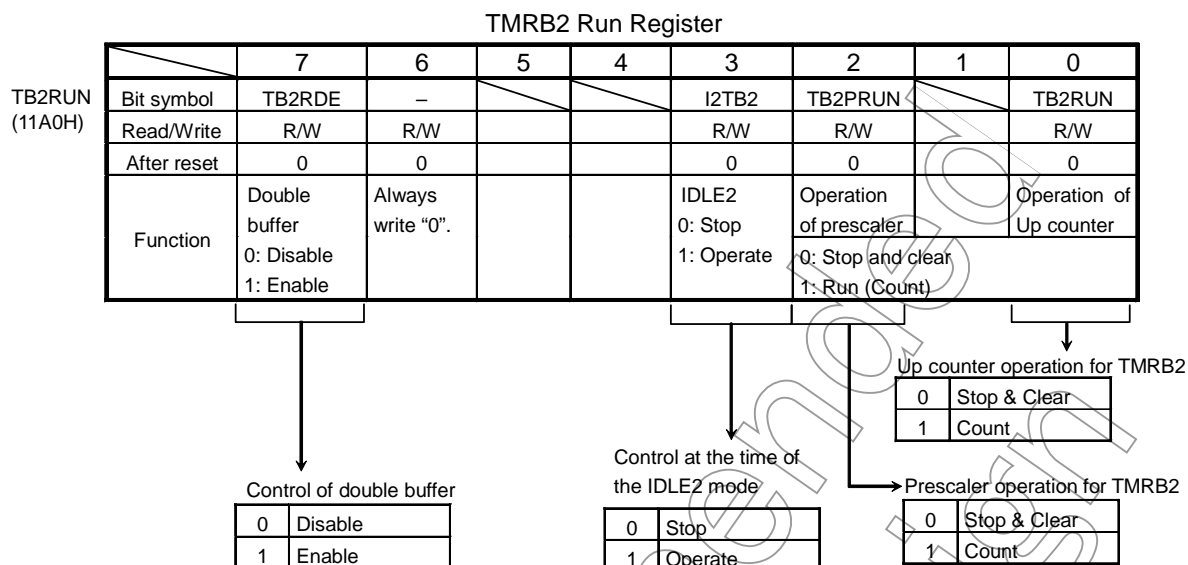 TMRB2 Run Register
7 6 5 4 3 2 1 0
TB2RUN
(11A0H)
Bit symbol TB2RDE – I2TB2 TB2PRUN TB2RUN
Read/Write R/W R/W R/W R/W R/W
After reset 0 0 0 0 0
Function
Double
buffer
0: Disable
1: Enable
Always
write “0”.
IDLE2
0: Stop
1: Operate
Operation
of prescaler
Operation of
Up counter
0: Stop and clear
1: Run (Count)
Up counter operation for TMRB2
0 Stop & Clear
1 Count
Control at the time of
the IDLE2 mode
0 Stop
1 Operate
Prescaler operation for TMRB2
0 Stop & Clear
1 Count
Control of double buffer
0 Disable
1 Enable